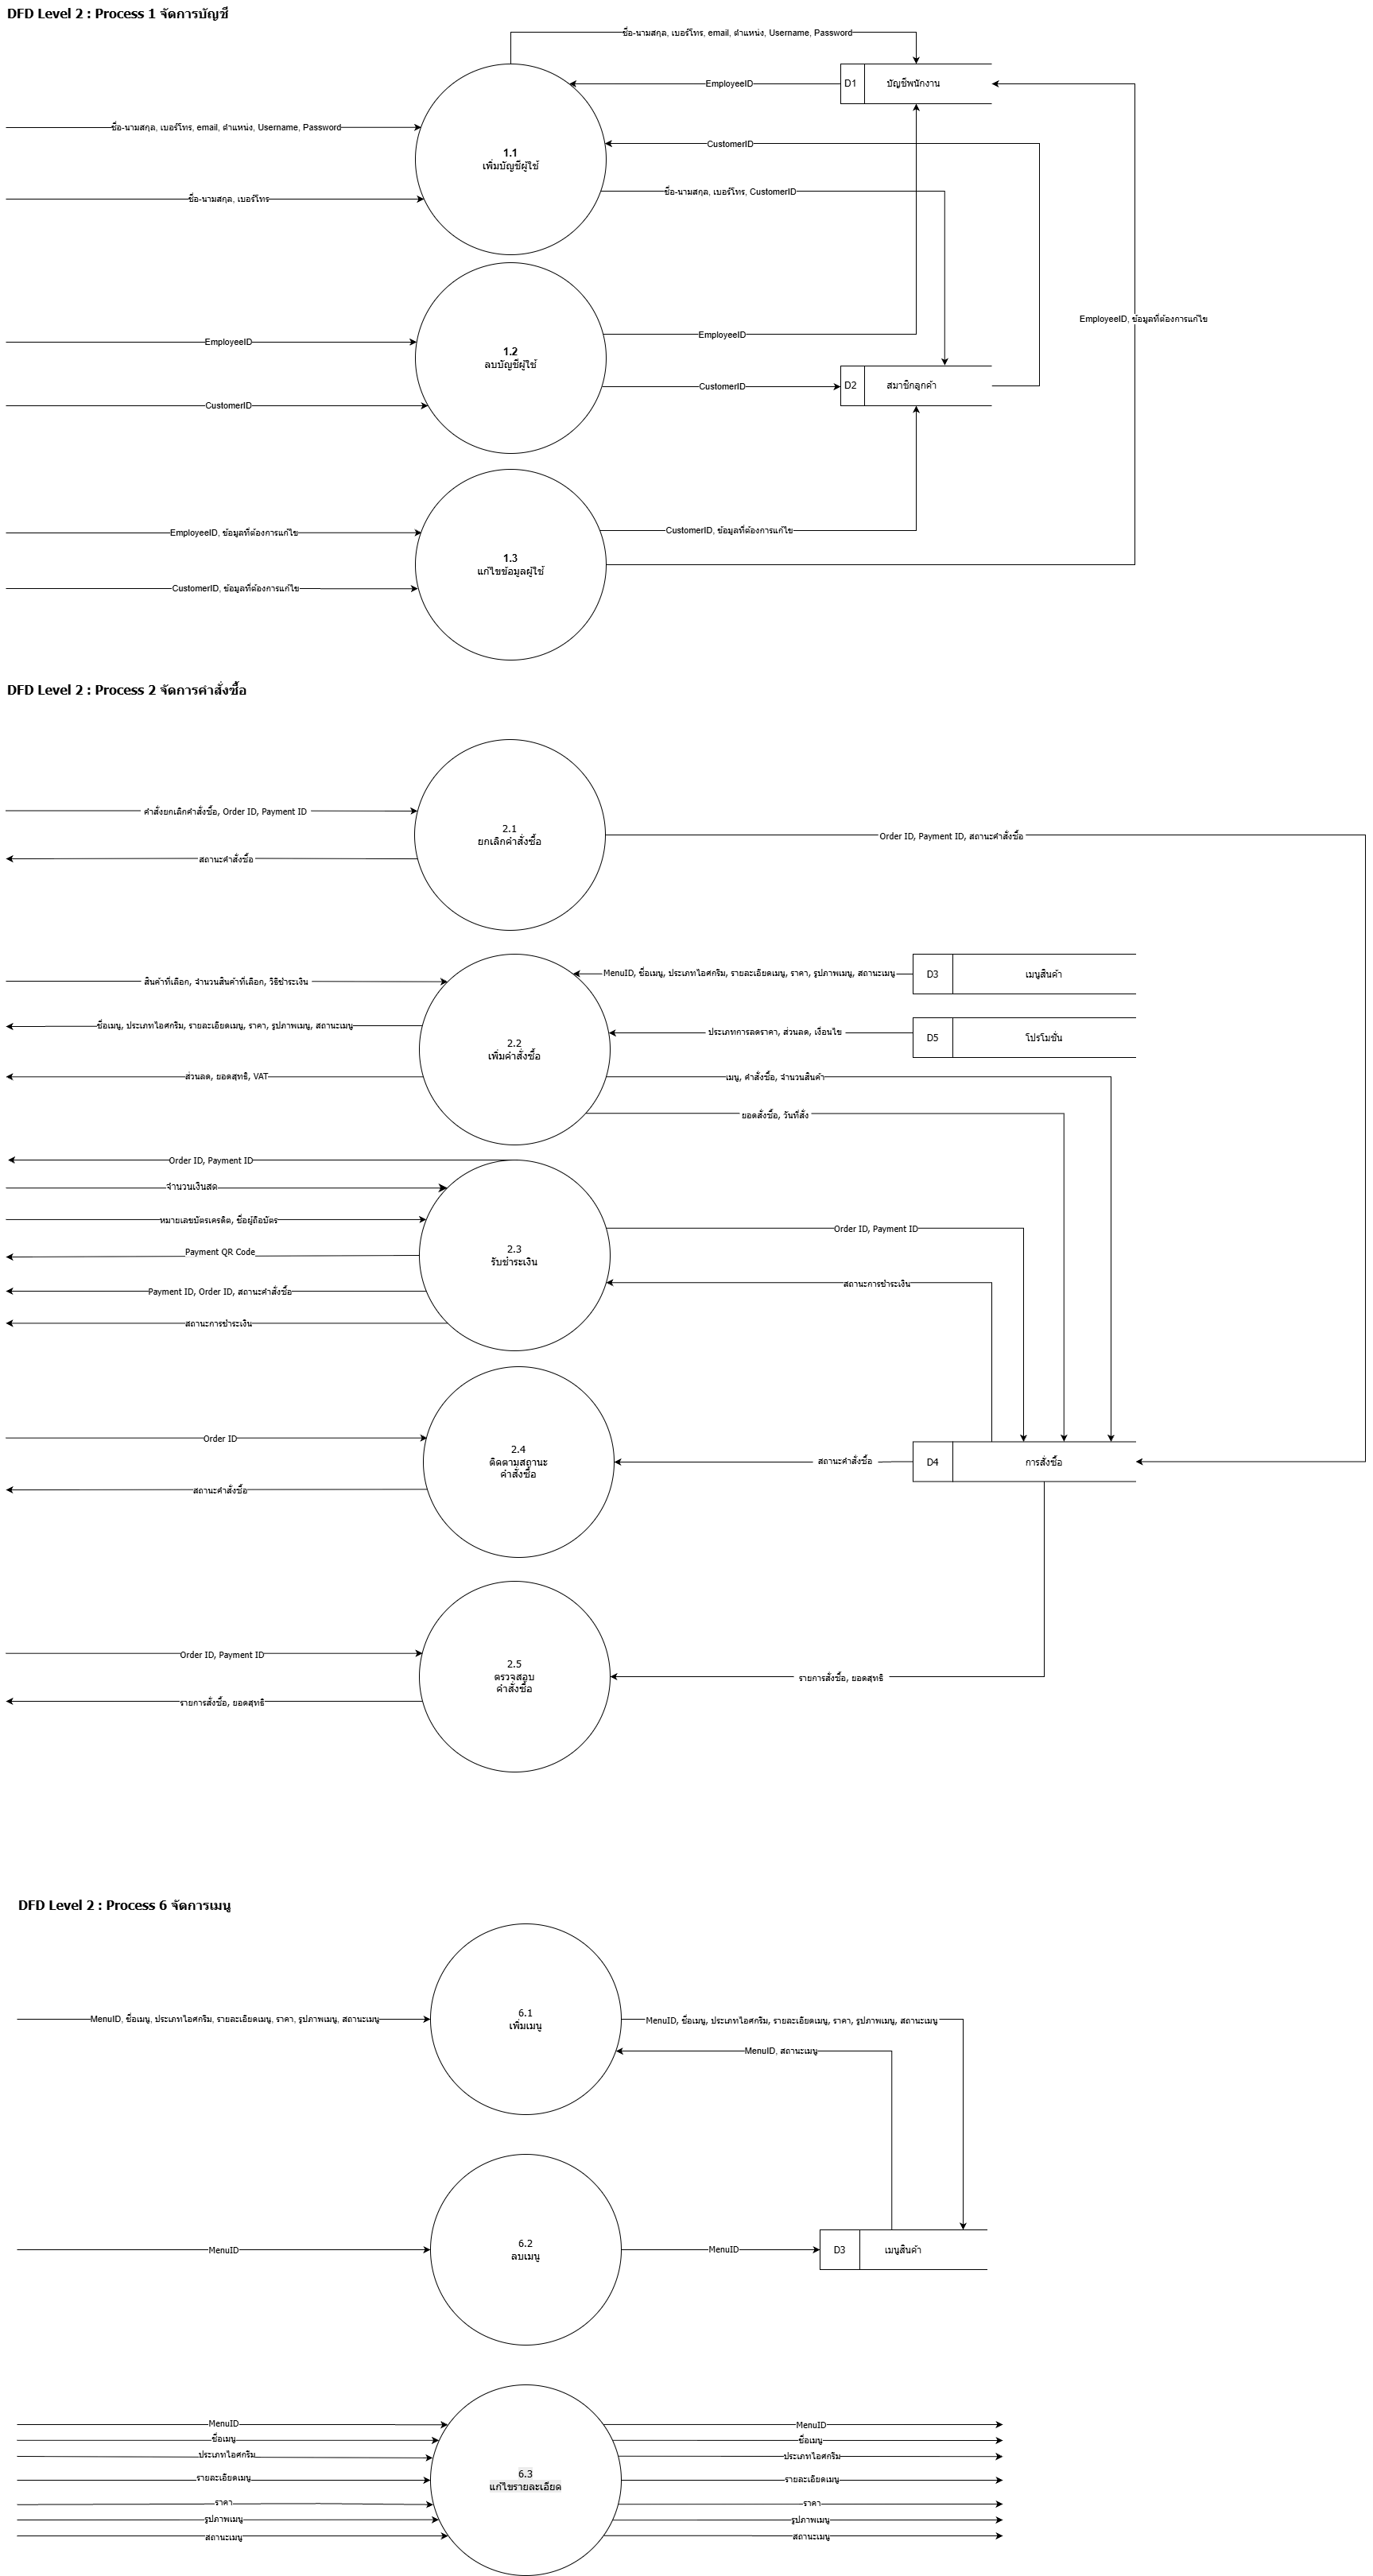 DFD Level 2 : Process 1 จัดการบัญชี
ชื่อ-นามสกุล, เบอร์โทร, email, ตำแหน่ง, Username, Password
EmployeeID
D1
บัญชีพนักงาน
ชื่อ-นามสกุล, เบอร์โทร, email, ตำแหน่ง, Username, Password
CustomerID
1.1
เพิ่มบัญชีผู้ใช้
ชื่อ-นามสกุล, เบอร์โทร, CustomerID
ชื่อ-นามสกุล, เบอร์โทร
EmployeeID, ข้อมูลที่ต้องการแก้ไข
EmployeeID
EmployeeID
1.2
ลบบัญชีผู้ใช้
CustomerID
D2
สมาชิกลูกค้า
CustomerID
EmployeeID, ข้อมูลที่ต้องการแก้ไข
CustomerID, ข้อมูลที่ต้องการแก้ไข
1.3
แก้ไขข้อมูลผู้ใช้
CustomerID, ข้อมูลที่ต้องการแก้ไข
DFD Level 2 : Process 2 จัดการคำสั่งซื้อ
คำสั่งยกเลิกคำสั่งซื้อ, Order ID, Payment ID
2.1
ยกเลิกคำสั่งซื้อ
Order ID, Payment ID, สถานะคำสั่งซื้อ
สถานะคำสั่งซื้อ
MenuID, ชื่อเมนู, ประเภทไอศกรีม, รายละเอียดเมนู, ราคา, รูปภาพเมนู, สถานะเมนู
D3
เมนูสินค้า
สินค้าที่เลือก, จำนวนสินค้าที่เลือก, วิธีชำระเงิน
ชื่อเมนู, ประเภทไอศกรีม, รายละเอียดเมนู, ราคา, รูปภาพเมนู, สถานะเมนู
ประเภทการลดราคา, ส่วนลด, เงื่อนไข
D5
โปรโมชั่น
2.2
เพิ่มคำสั่งซื้อ
ส่วนลด, ยอดสุทธิ, VAT
เมนู, คำสั่งซื้อ, จำนวนสินค้า
ยอดสั่งซื้อ, วันที่สั่ง
Order ID, Payment ID
จำนวนเงินสด
หมายเลขบัตรเครดิต, ชื่อผู้ถือบัตร
Order ID, Payment ID
Payment QR Code
2.3
รับชำระเงิน
สถานะการชำระเงิน
Payment ID, Order ID, สถานะคำสั่งซื้อ
สถานะการชำระเงิน
Order ID
2.4
ติดตามสถานะ
คำสั่งซื้อ
สถานะคำสั่งซื้อ
D4
การสั่งซื้อ
สถานะคำสั่งซื้อ
Order ID, Payment ID
2.5
ตรวจสอบ
คำสั่งซื้อ
รายการสั่งซื้อ, ยอดสุทธิ
รายการสั่งซื้อ, ยอดสุทธิ
DFD Level 2 : Process 6 จัดการเมนู
MenuID, ชื่อเมนู, ประเภทไอศกรีม, รายละเอียดเมนู, ราคา, รูปภาพเมนู, สถานะเมนู
6.1
เพิ่มเมนู
MenuID, ชื่อเมนู, ประเภทไอศกรีม, รายละเอียดเมนู, ราคา, รูปภาพเมนู, สถานะเมนู
MenuID, สถานะเมนู
MenuID
6.2
ลบเมนู
MenuID
D3
เมนูสินค้า
MenuID
ชื่อเมนู
ประเภทไอศกรีม
รายละเอียดเมนู
ราคา
รูปภาพเมนู
สถานะเมนู
6.3
แก้ไขรายละเอียด
MenuID
ชื่อเมนู
ประเภทไอศกรีม
รายละเอียดเมนู
ราคา
รูปภาพเมนู
สถานะเมนู